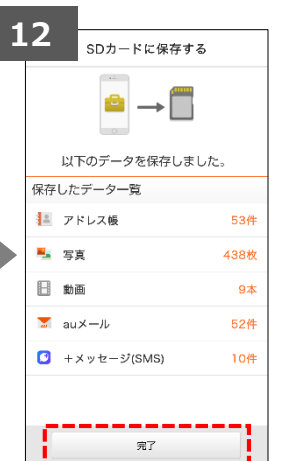 12
SDカードに保存する
以下のデータを保存しました。
保存したデータ一覧
アドレス帳 53件
写真 438枚
動画 9本
auメール 52件
＋メッセージ(SMS) 10件
完了